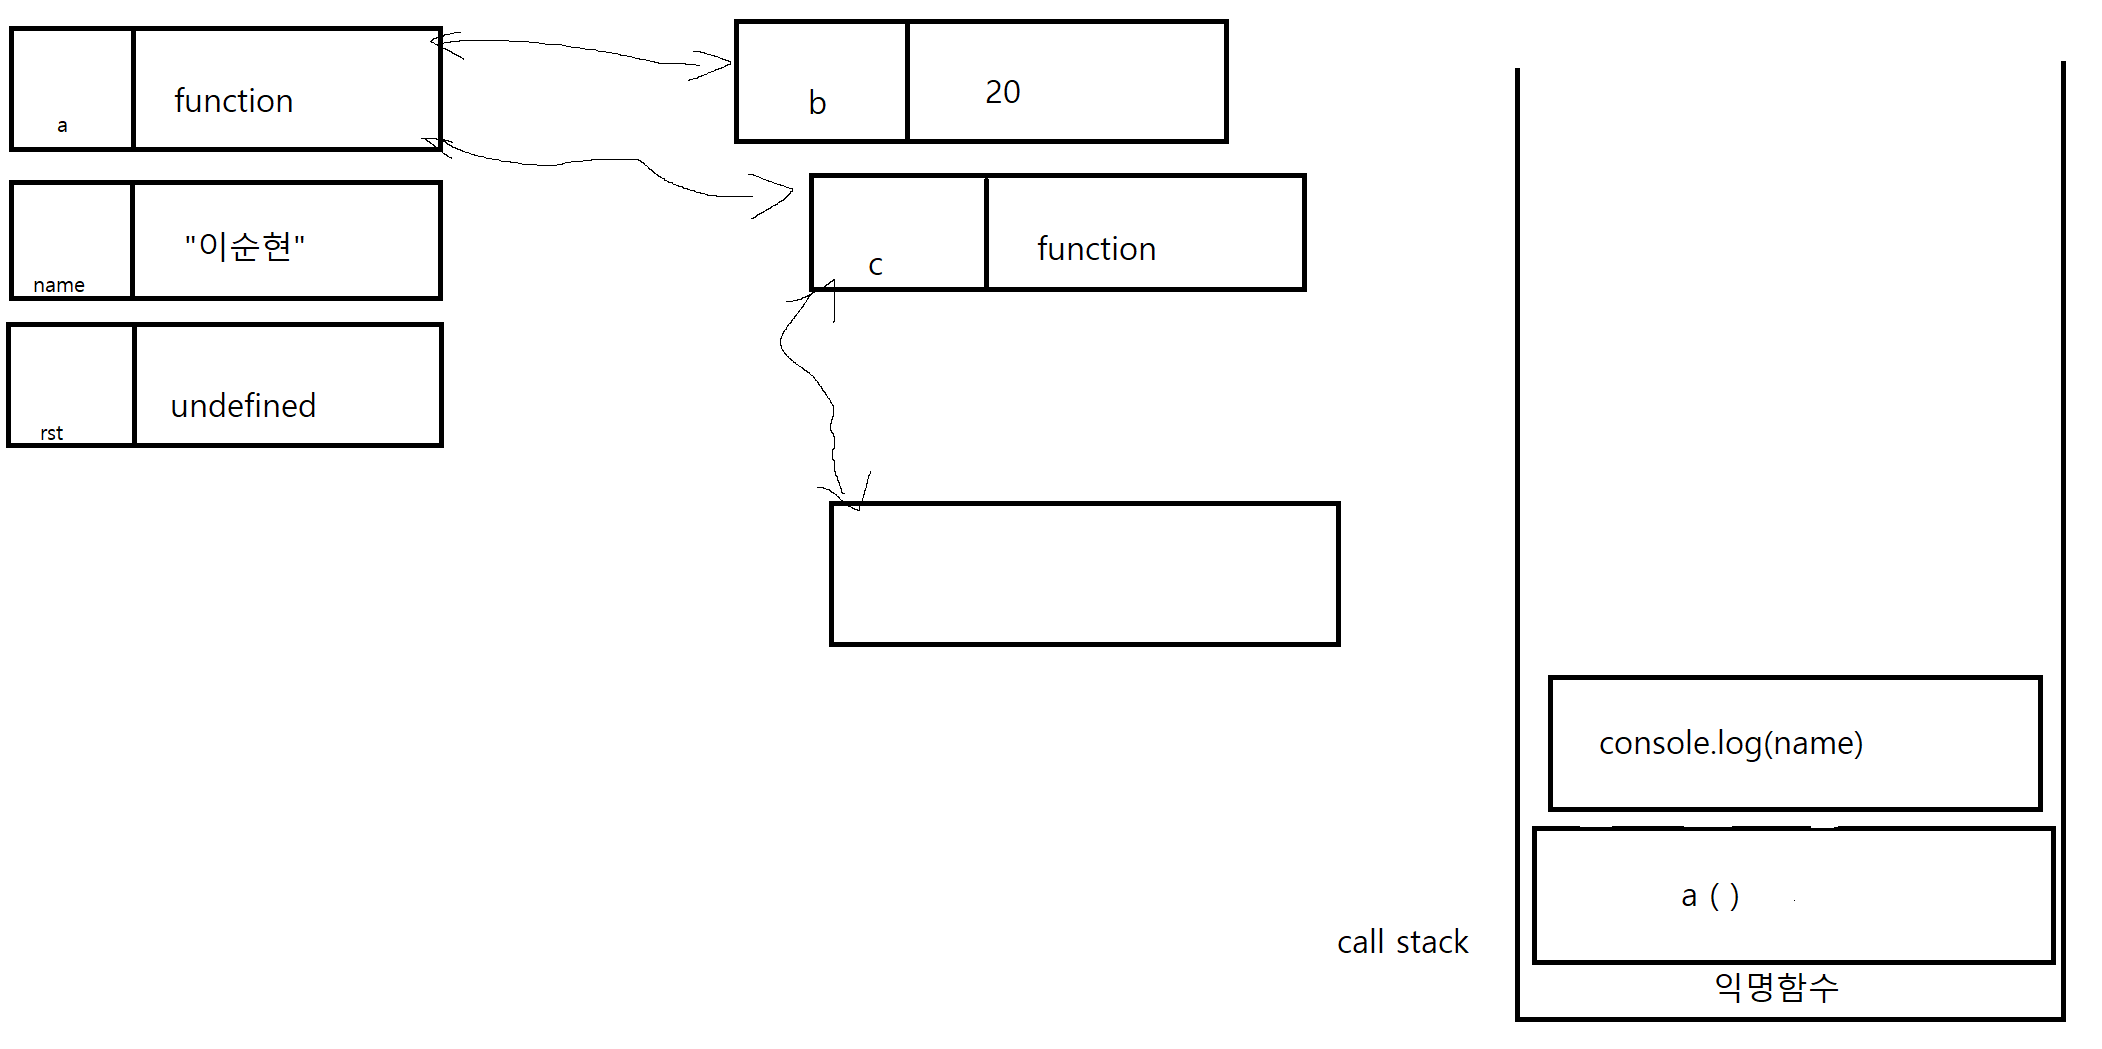 a
function
b
20
name
"이순현"
c
function
rst
undefined
console.log(name)
a ( )
call stack
익명함수